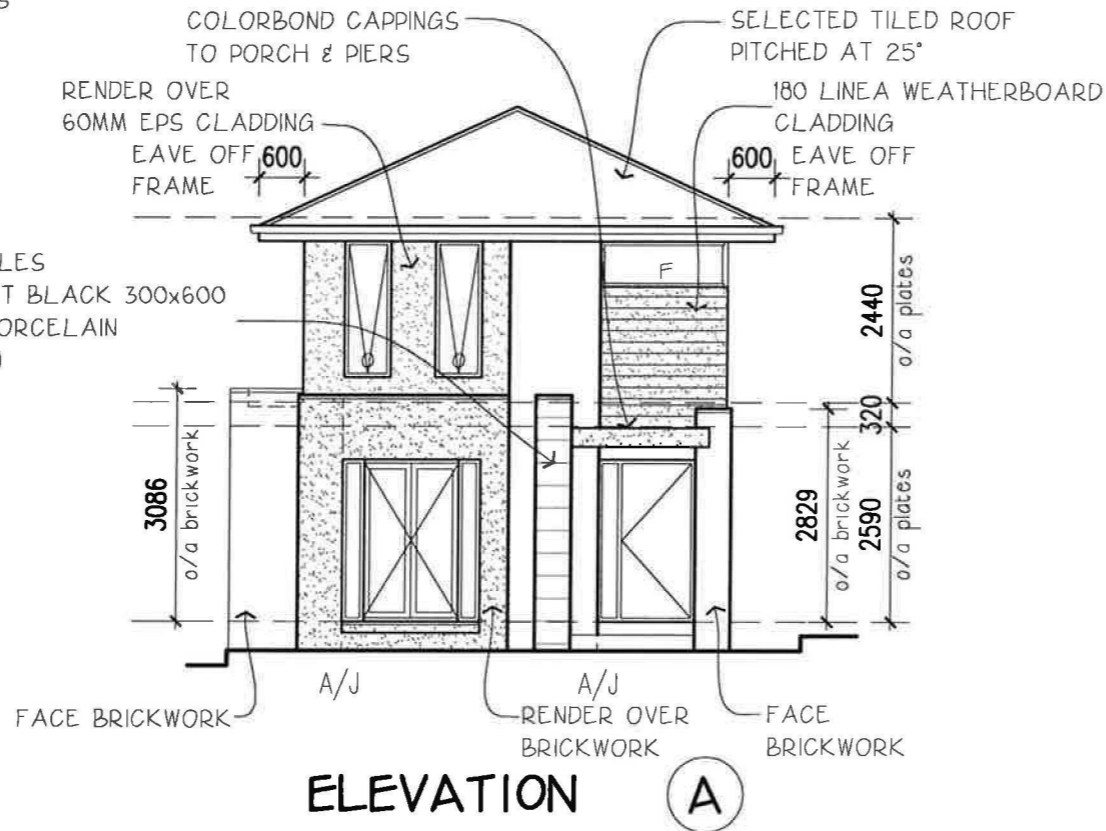 COLORBOND CAPPINGS
TO PORCH & PIERS
SELECTED TILED ROOF
PITCHED AT 25°
RENDER OVER
60MM EPS CLADDING
EAVE OFF
FRAME
600
180 LINEA WEATHERBOARD
CLADDING
EAVE OFF
FRAME
600
LES
T BLACK 300x600
ORCELAIN
F
2440
o/a plates
320
3086
o/a brickwork
2829
o/a brickwork
2590
o/a plates
A/J
A/J
FACE BRICKWORK
RENDER OVER
BRICKWORK
FACE
BRICKWORK
ELEVATION
A